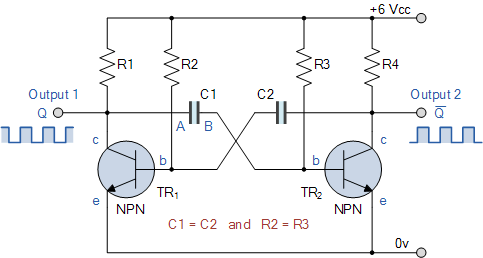 +6 Vcc
R1
R2
R3
R4
Output 1
C1
C2
Output 2
Q
Q̅
A
B
c
c
b
b
TR₁
TR₂
e
NPN
NPN
e
C1 = C2 and R2 = R3
0v